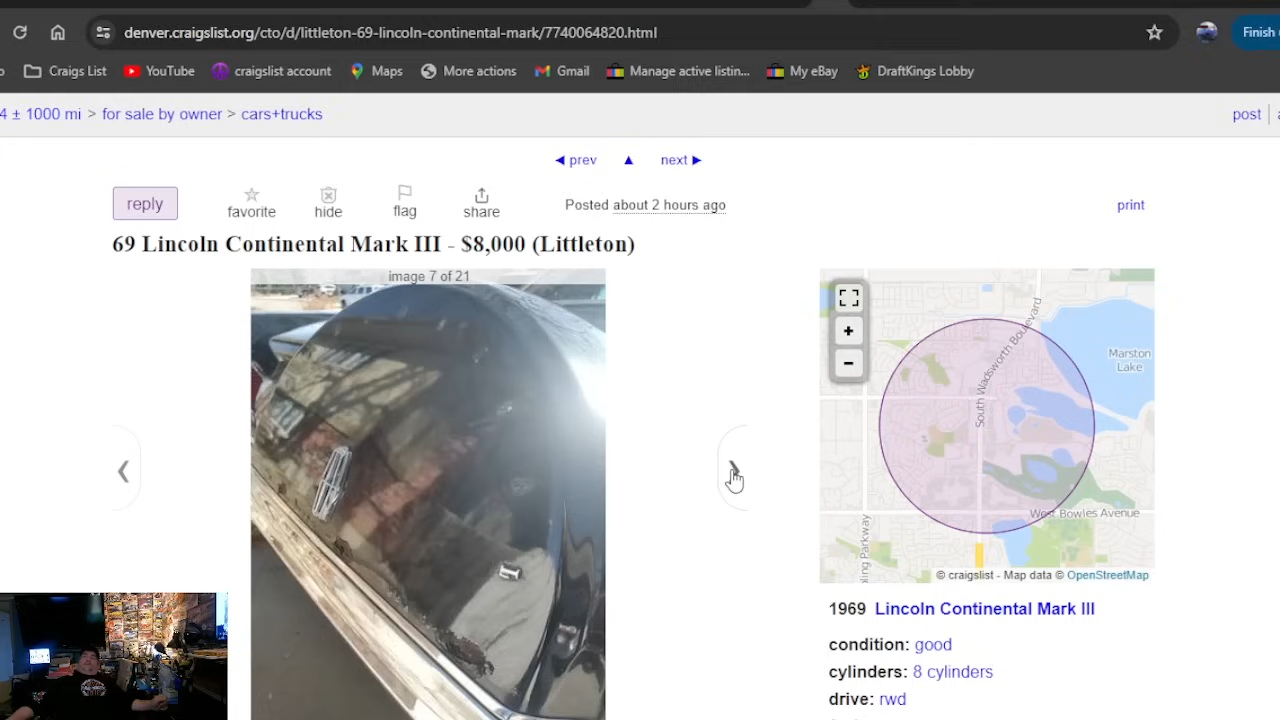 denver.craigslist.org/cto/d/littleton-69-lincoln-continental-mark/7740064820.html
Finish
Craigs List YouTube craigslist account Maps More actions Gmail Manage active listin... My eBay DraftKings Lobby
4 ± 1000 mi > for sale by owner > cars+trucks
post
◀ prev ▲ next ▶
reply
favorite hide flag share
Posted about 2 hours ago
print
69 Lincoln Continental Mark III - $8,000 (Littleton)
image 7 of 21
+
−
South Wadsworth Boulevard
Marston
Lake
West Bowles Avenue
Parkway
© craigslist - Map data © OpenStreetMap
1969 Lincoln Continental Mark III
condition: good
cylinders: 8 cylinders
drive: rwd